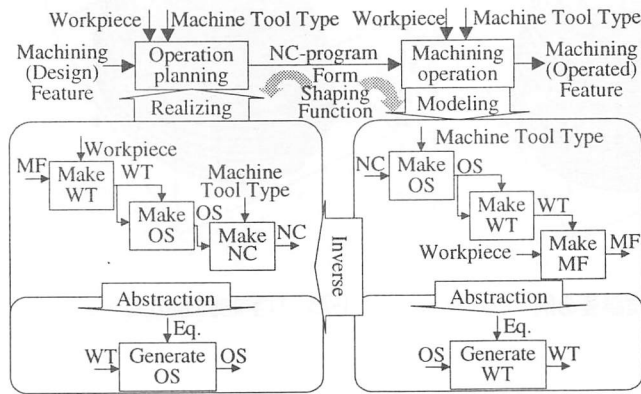 Workpiece Machine Tool Type
Workpiece Machine Tool Type
Machining
(Design)
Feature
Operation
planning
NC-program
Form
Shaping
Function
Machining
operation
Machining
(Operated)
Feature
Realizing
Modeling
Workpiece
MF
Make
WT
WT
Machine
Tool Type
Make
OS
OS
Make
NC
NC
Inverse
Machine Tool Type
NC
Make
OS
OS
Make
WT
WT
Workpiece
Make
MF
MF
Abstraction
Eq.
WT
Generate
OS
OS
Abstraction
Eq.
OS
Generate
WT
WT